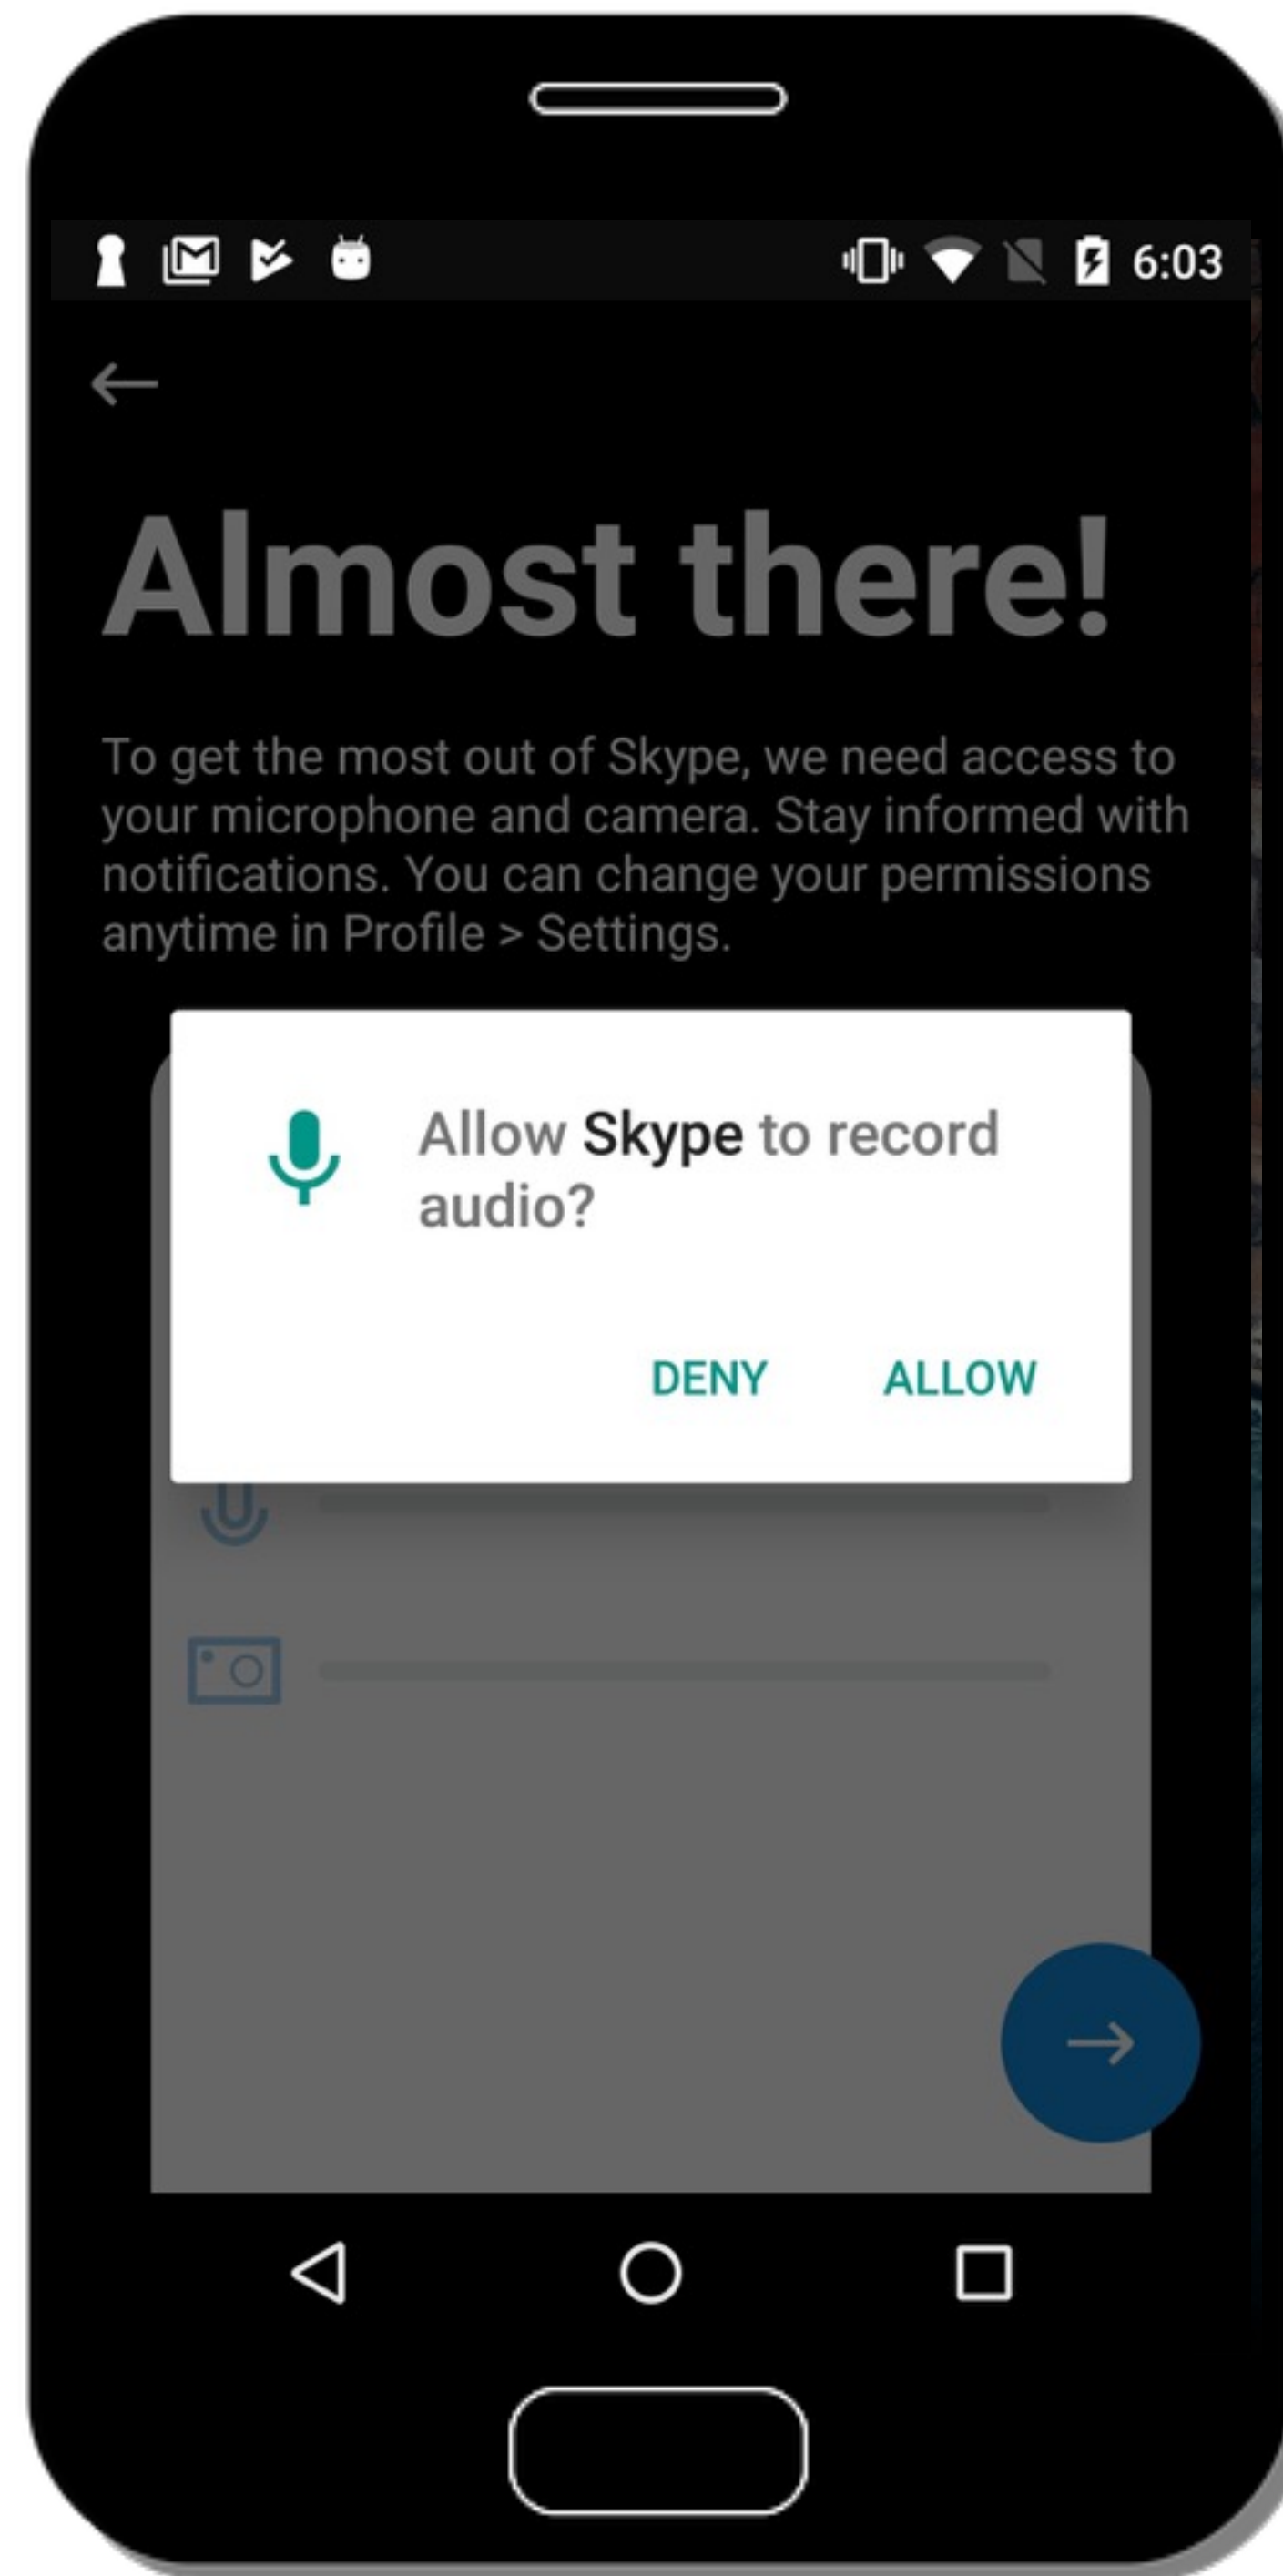 6:03
Almost there!
To get the most out of Skype, we need access to
your microphone and camera. Stay informed with
notifications. You can change your permissions
anytime in Profile > Settings.
Allow Skype to record
audio?
DENY ALLOW